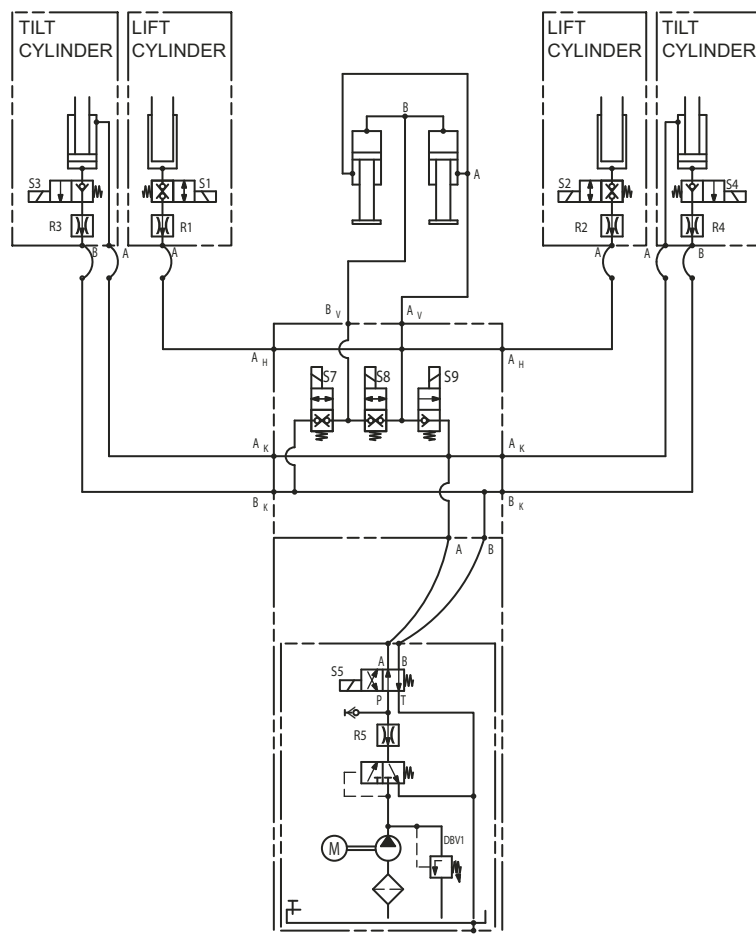 TILT
CYLINDER
LIFT
CYLINDER
LIFT
CYLINDER
TILT
CYLINDER
B
A
S3
S1
S2
S4
R3
R1
R2
R4
B
A
A
A
A
B
B V
A V
A H
A H
S7
S8
S9
A K
A K
B K
B K
A
B
A
B
S5
P
T
R5
M
DBV1